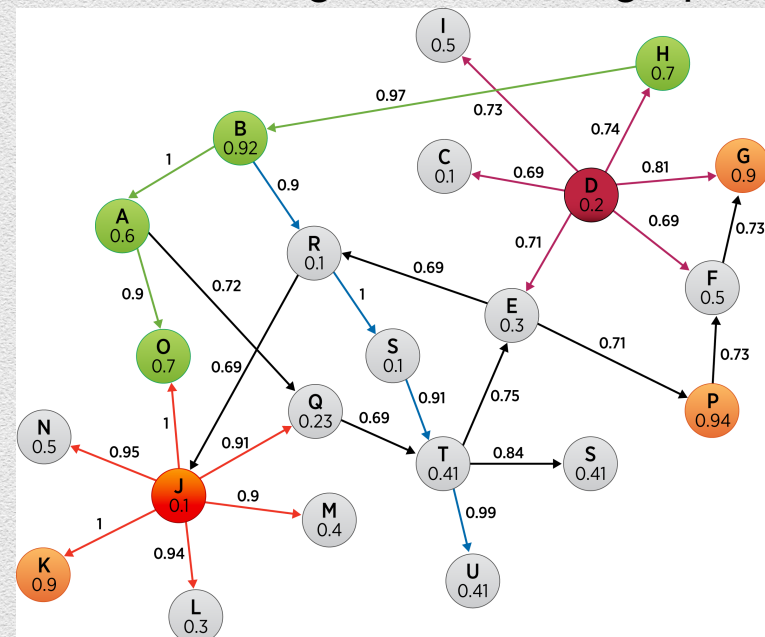 I
0.5
H
0.7
0.97
0.73
0.74
B
0.92
C
0.1
0.69
D
0.2
0.81
G
0.9
1
0.9
A
0.6
0.69
0.73
R
0.1
0.71
0.69
F
0.5
0.72
0.9
1
E
0.3
O
0.7
0.69
S
0.1
0.71
0.73
0.91
0.75
Q
0.23
P
0.94
N
0.5
1
0.91
0.69
0.95
T
0.41
0.84
S
0.41
J
0.1
0.9
M
0.4
0.99
1
0.94
K
0.9
U
0.41
L
0.3